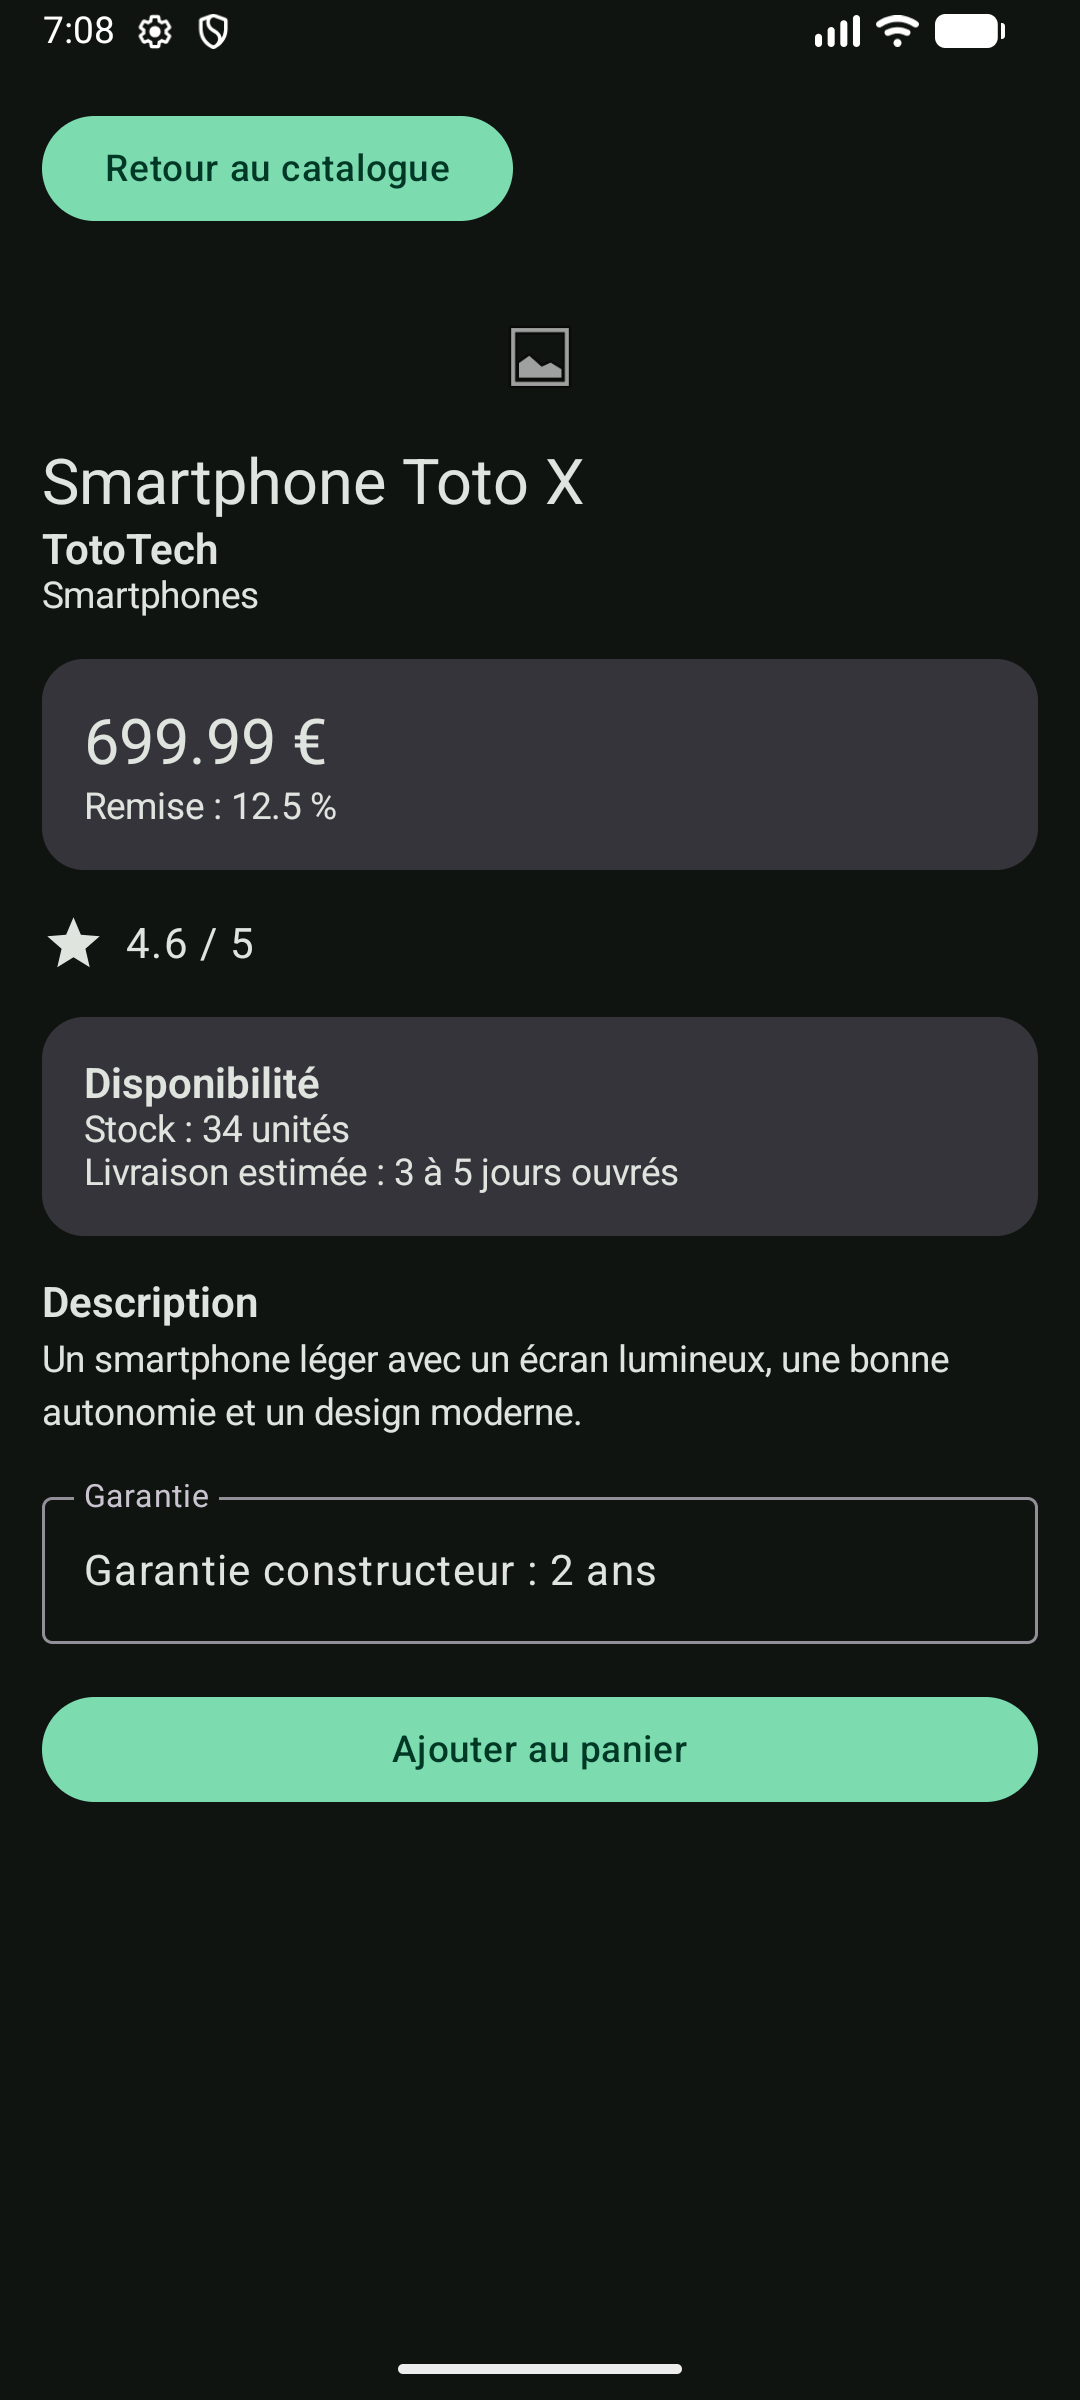 7:08
Retour au catalogue
Smartphone Toto X
TotoTech
Smartphones
699.99 €
Remise : 12.5 %
4.6 / 5
Disponibilité
Stock : 34 unités
Livraison estimée : 3 à 5 jours ouvrés
Description
Un smartphone léger avec un écran lumineux, une bonne
autonomie et un design moderne.
Garantie
Garantie constructeur : 2 ans
Ajouter au panier